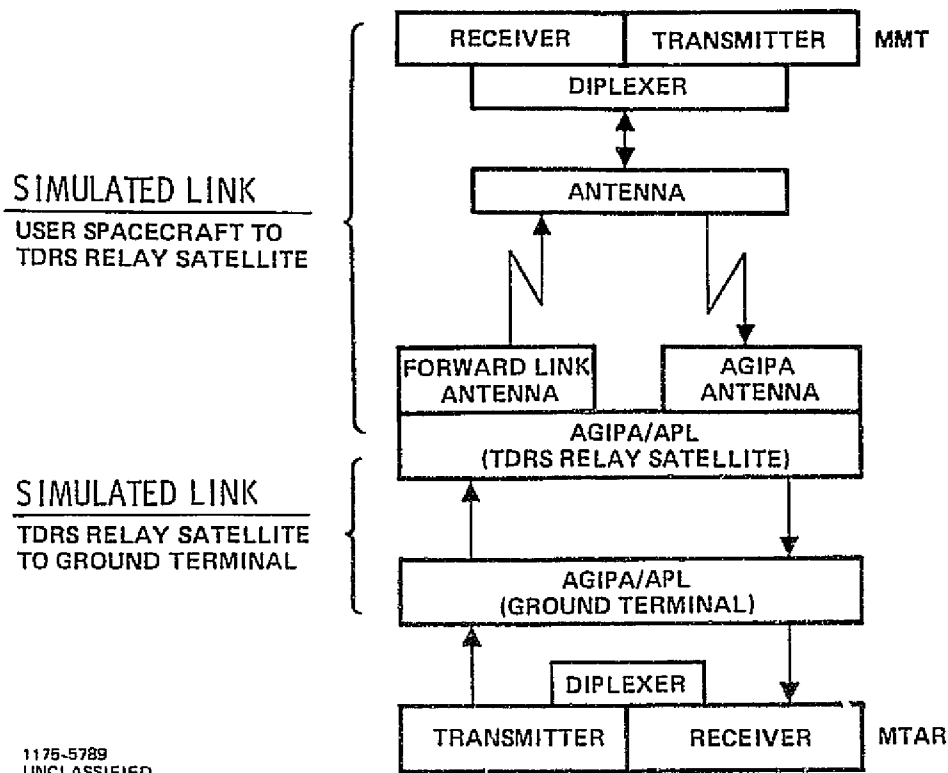 RECEIVER
TRANSMITTER
MMT
DIPLEXER
ANTENNA
SIMULATED LINK
USER SPACECRAFT TO
TDRS RELAY SATELLITE
FORWARD LINK
ANTENNA
AGIPA
ANTENNA
AGIPA/APL
(TDRS RELAY SATELLITE)
SIMULATED LINK
TDRS RELAY SATELLITE
TO GROUND TERMINAL
AGIPA/APL
(GROUND TERMINAL)
DIPLEXER
TRANSMITTER
RECEIVER
MTAR
1175-5789
UNCLASSIFIED